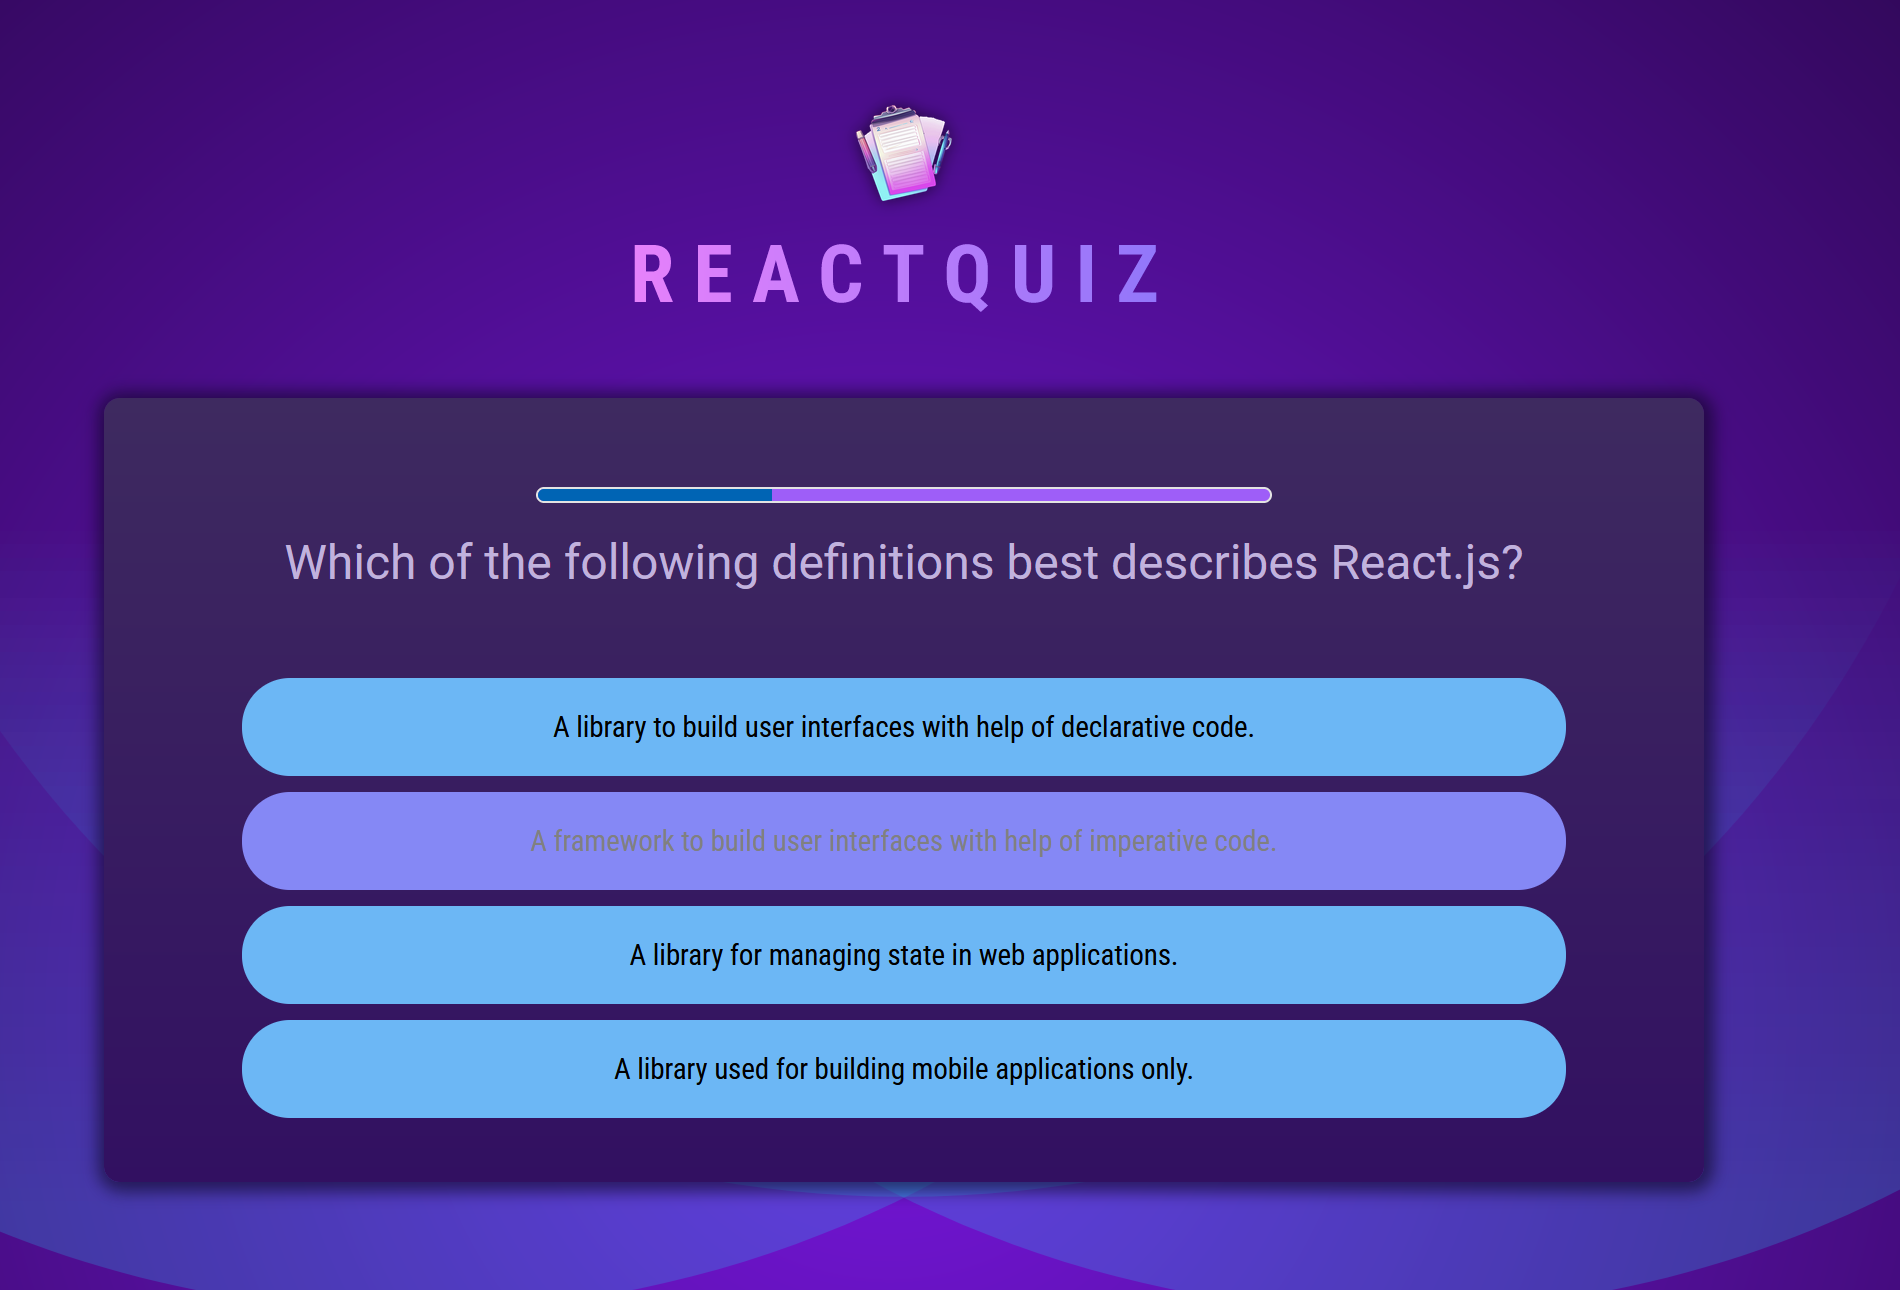 REACTQUIZ
Which of the following definitions best describes React.js?
A library to build user interfaces with help of declarative code.
A framework to build user interfaces with help of imperative code.
A library for managing state in web applications.
A library used for building mobile applications only.